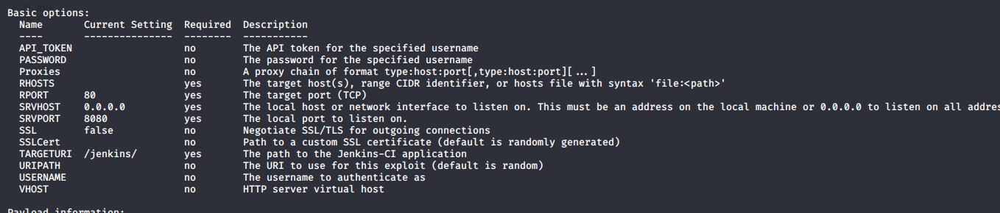 Basic options:
Name Current Setting Required Description
---- --------------- -------- -----------
API_TOKEN no The API token for the specified username
PASSWORD no The password for the specified username
Proxies no A proxy chain of format type:host:port[,type:host:port][...]
RHOSTS yes The target host(s), range CIDR identifier, or hosts file with syntax 'file:<path>'
RPORT 80 yes The target port (TCP)
SRVHOST 0.0.0.0 yes The local host or network interface to listen on. This must be an address on the local machine or 0.0.0.0 to listen on all addre
SRVPORT 8080 yes The local port to listen on.
SSL false no Negotiate SSL/TLS for outgoing connections
SSLCert no Path to a custom SSL certificate (default is randomly generated)
TARGETURI /jenkins/ yes The path to the Jenkins-CI application
URIPATH no The URI to use for this exploit (default is random)
USERNAME no The username to authenticate as
VHOST no HTTP server virtual host
Payload information: